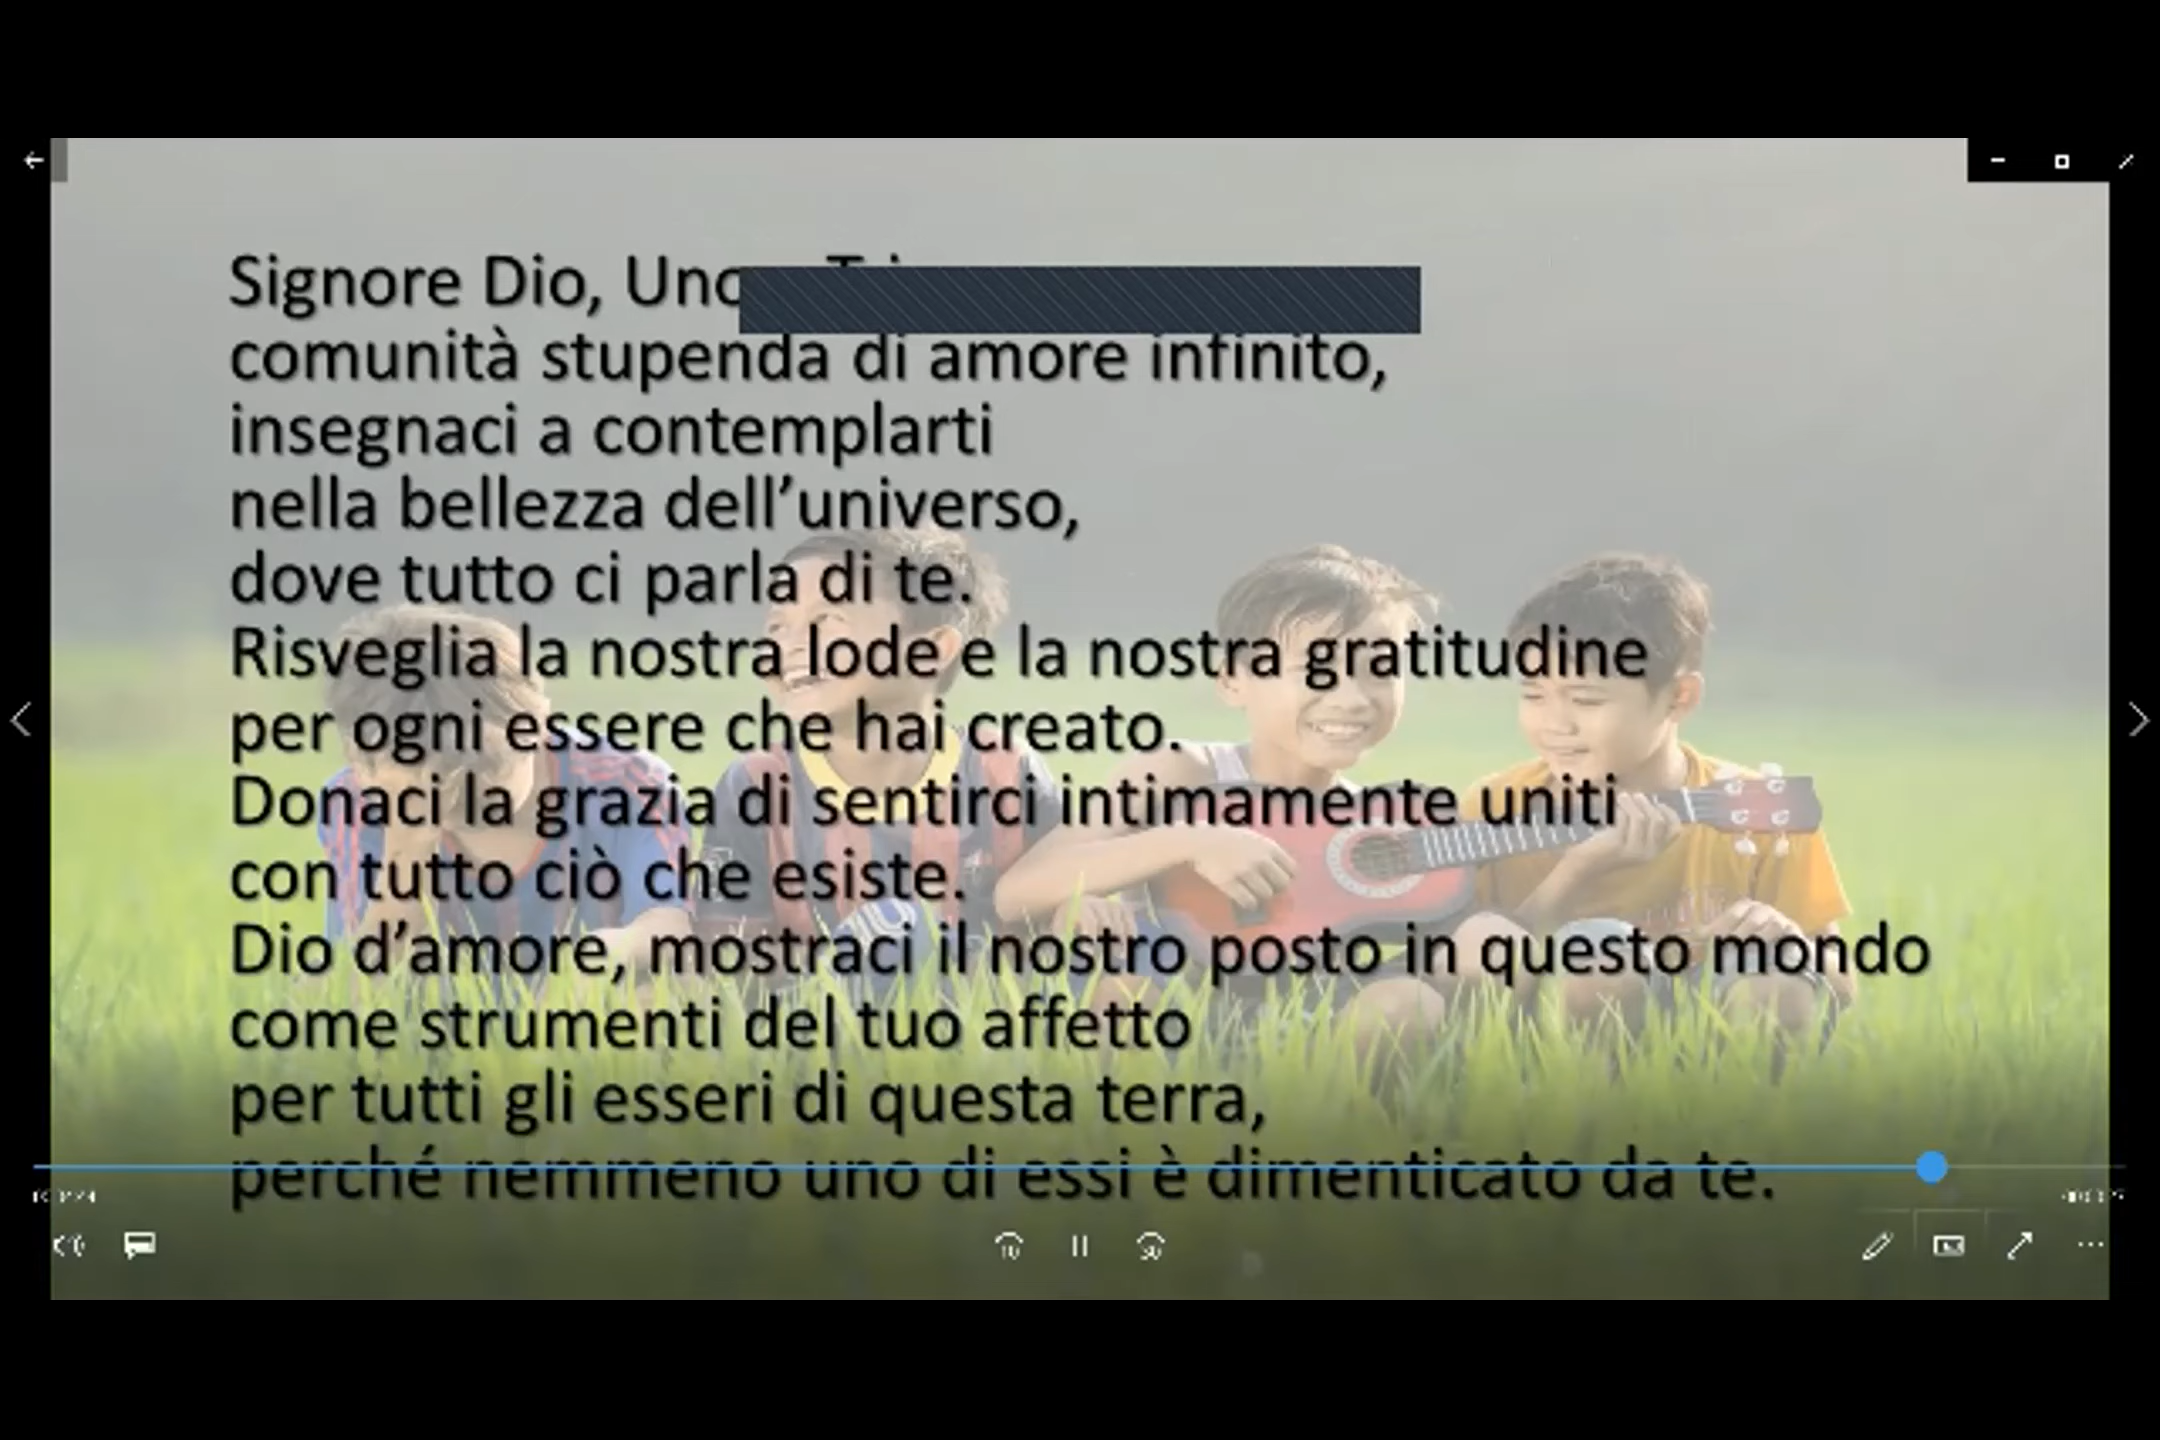 Signore Dio, Uno
comunità stupenda di amore infinito,
insegnaci a contemplarti
nella bellezza dell’universo,
dove tutto ci parla di te.
Risveglia la nostra lode e la nostra gratitudine
per ogni essere che hai creato.
Donaci la grazia di sentirci intimamente uniti
con tutto ciò che esiste.
Dio d’amore, mostraci il nostro posto in questo mondo
come strumenti del tuo affetto
per tutti gli esseri di questa terra,
perché nemmeno uno di essi è dimenticato da te.
10
30